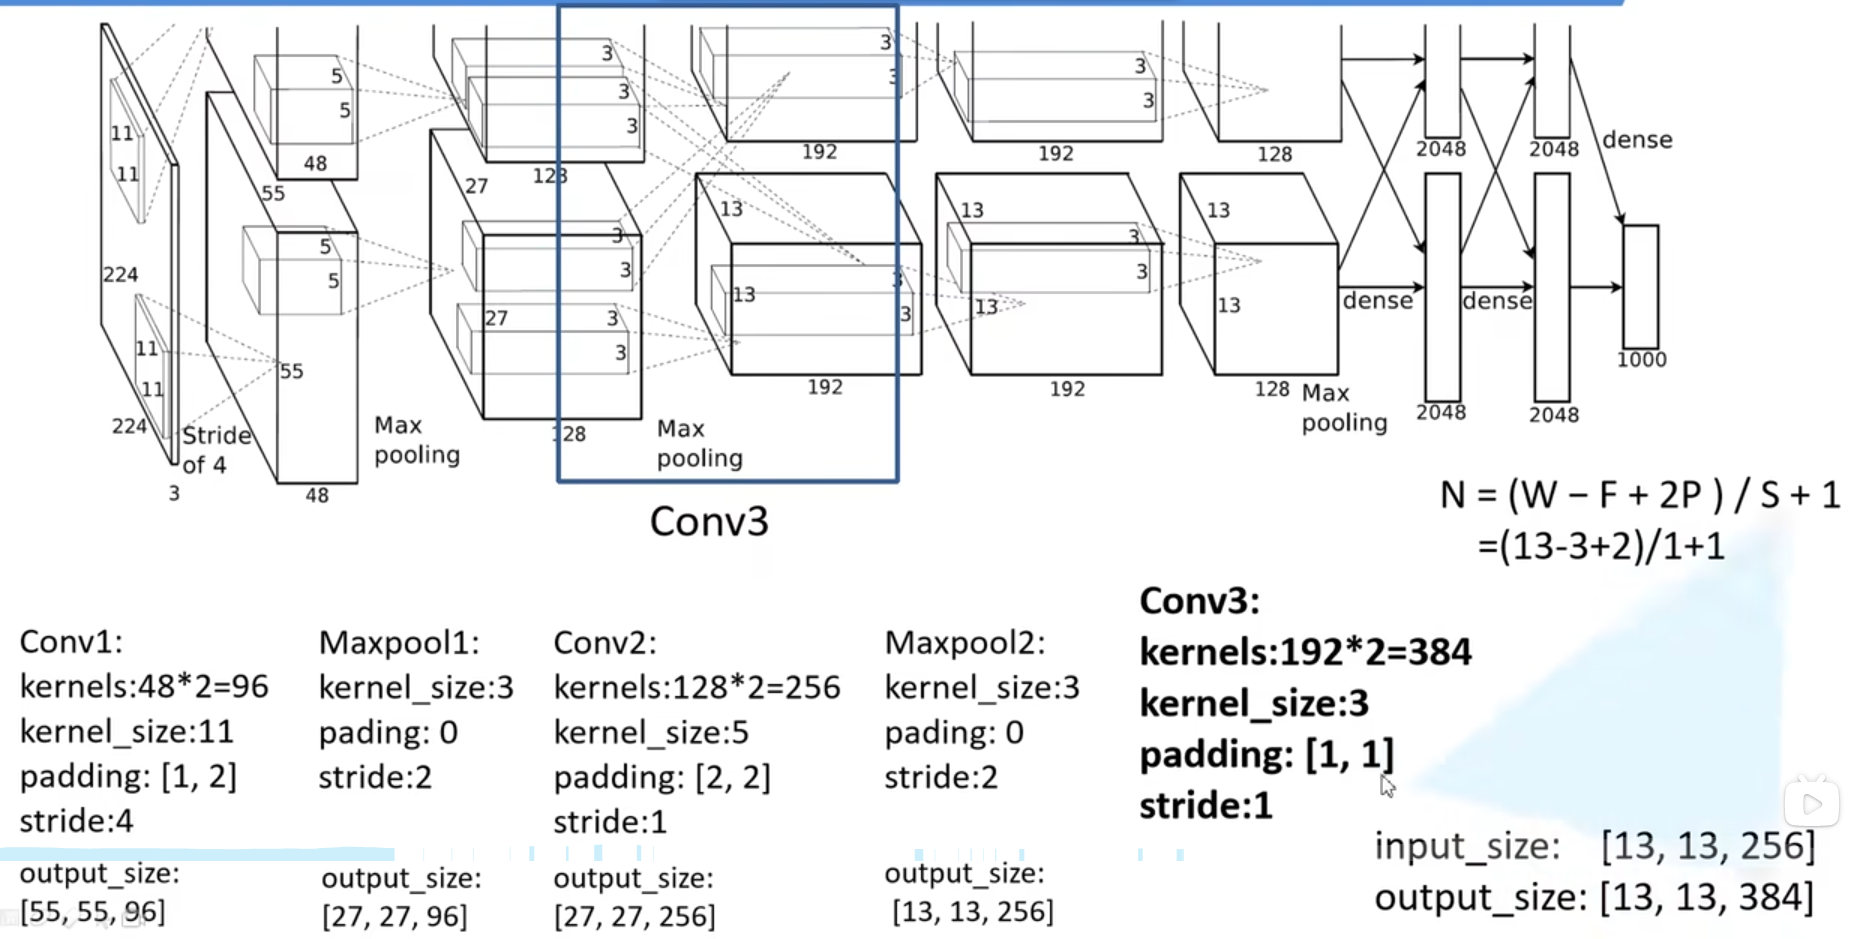 11
11
224
11
11
224
3
Stride
of 4
5
5
48
55
5
5
55
48
Max
pooling
3
3
3
128
27
3
3
27
3
3
128
Max
pooling
3
3
192
13
3
13
3
192
3
3
192
13
3
3
13
192
128
13
13
128
Max
pooling
dense
2048
2048
dense
2048
2048
dense
1000
Conv3
N = (W − F + 2P ) / S + 1
=(13-3+2)/1+1
Conv1:
kernels:48*2=96
kernel_size:11
padding: [1, 2]
stride:4
output_size:
[55, 55, 96]
Maxpool1:
kernel_size:3
pading: 0
stride:2
output_size:
[27, 27, 96]
Conv2:
kernels:128*2=256
kernel_size:5
padding: [2, 2]
stride:1
output_size:
[27, 27, 256]
Maxpool2:
kernel_size:3
pading: 0
stride:2
output_size:
[13, 13, 256]
Conv3:
kernels:192*2=384
kernel_size:3
padding: [1, 1]
stride:1
input_size: [13, 13, 256]
output_size: [13, 13, 384]